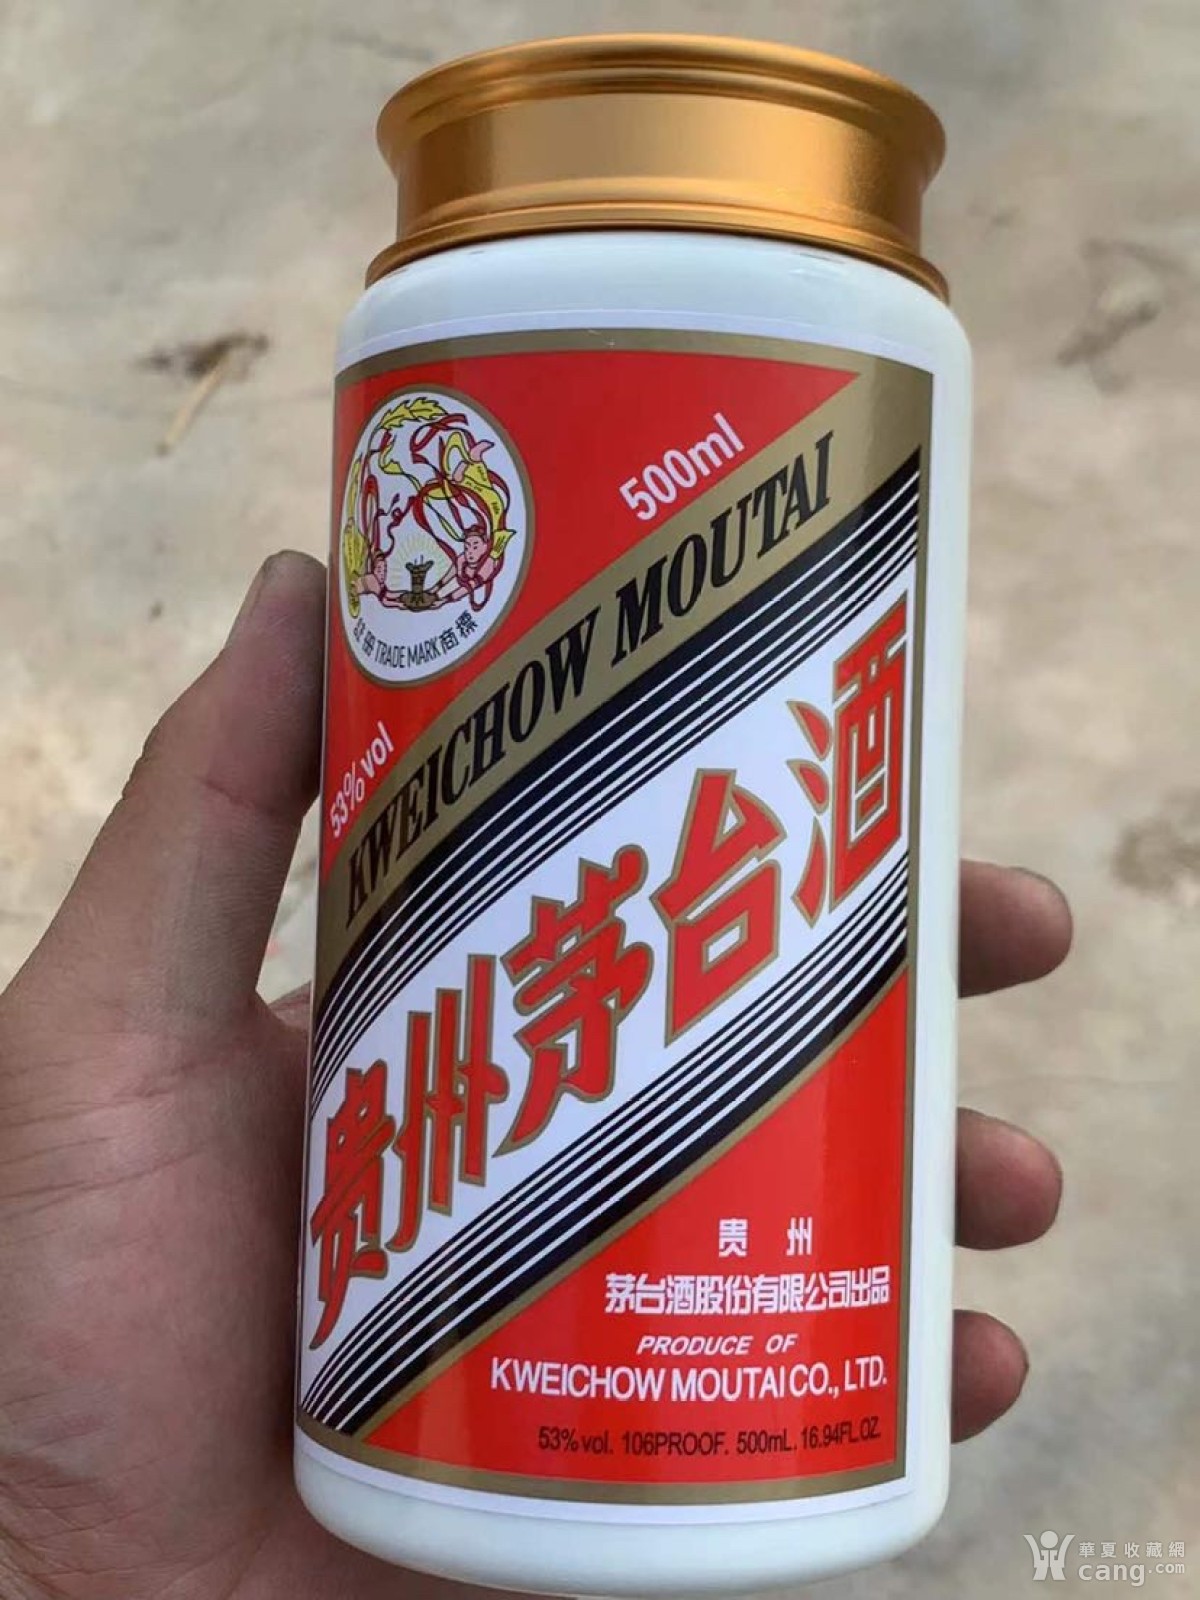 500ml
註册 TRADE MARK 商標
53%vol
KWEICHOW MOUTAI
贵州茅台酒
贵 州
茅台酒股份有限公司出品
PRODUCE OF
KWEICHOW MOUTAI CO., LTD.
53%vol. 106PROOF. 500mL. 16.94FL.OZ.
華夏收藏網
cang.com